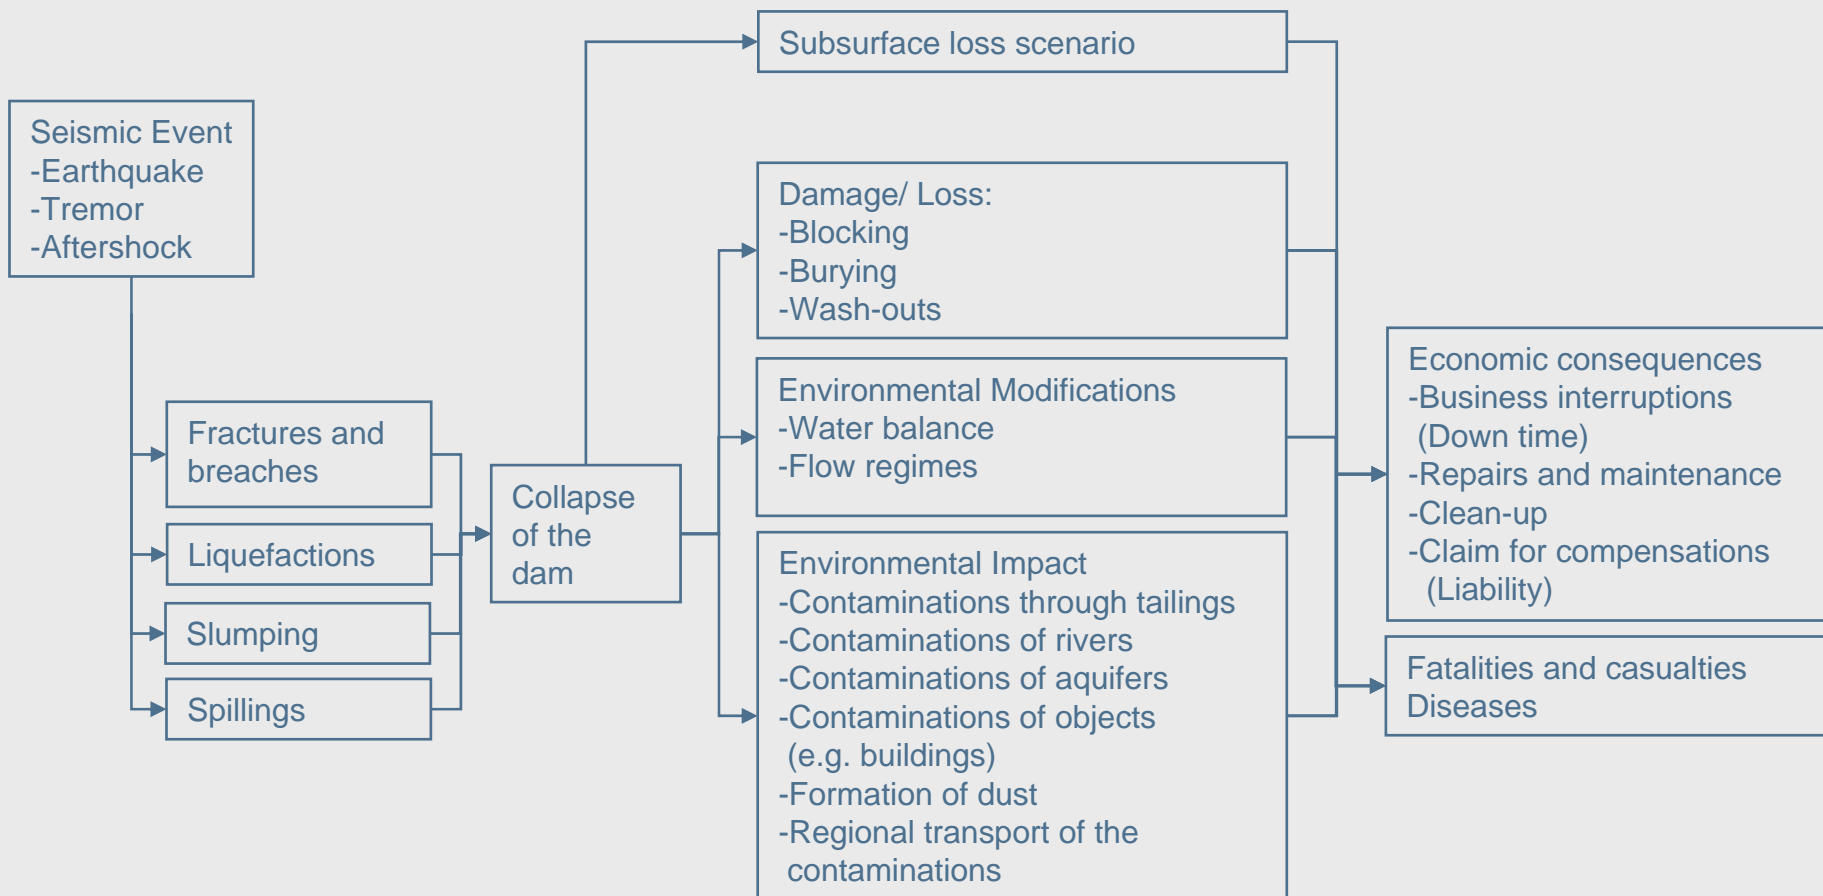 Subsurface loss scenario
Seismic Event
-Earthquake
-Tremor
-Aftershock
Damage/ Loss:
-Blocking
-Burying
-Wash-outs
Fractures and
breaches
Liquefactions
Slumping
Spillings
Collapse
of the
dam
Environmental Modifications
-Water balance
-Flow regimes
Environmental Impact
-Contaminations through tailings
-Contaminations of rivers
-Contaminations of aquifers
-Contaminations of objects
(e.g. buildings)
-Formation of dust
-Regional transport of the
contaminations
Economic consequences
-Business interruptions
(Down time)
-Repairs and maintenance
-Clean-up
-Claim for compensations
(Liability)
Fatalities and casualties
Diseases